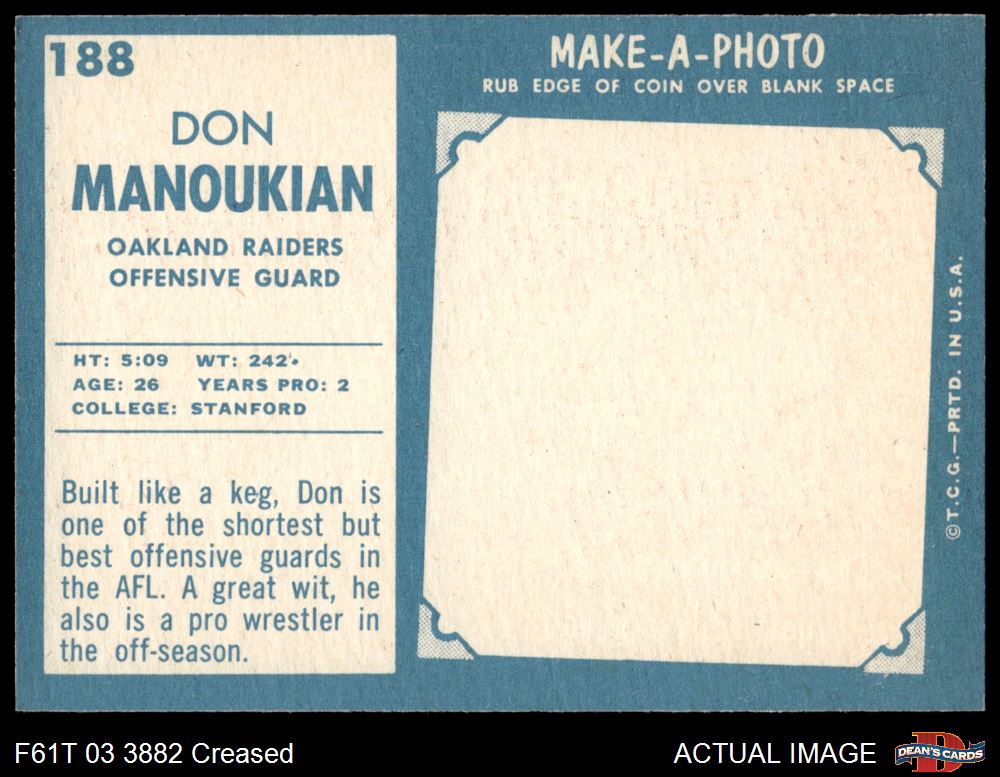 188
DON
MANOUKIAN
OAKLAND RAIDERS
OFFENSIVE GUARD
HT: 5:09 WT: 242
AGE: 26 YEARS PRO: 2
COLLEGE: STANFORD
Built like a keg, Don is
one of the shortest but
best offensive guards in
the AFL. A great wit, he
also is a pro wrestler in
the off-season.
MAKE-A-PHOTO
RUB EDGE OF COIN OVER BLANK SPACE
©T.C.G.—PRTD. IN U.S.A.
F61T 03 3882 Creased
ACTUAL IMAGE
DEAN'S CARDS